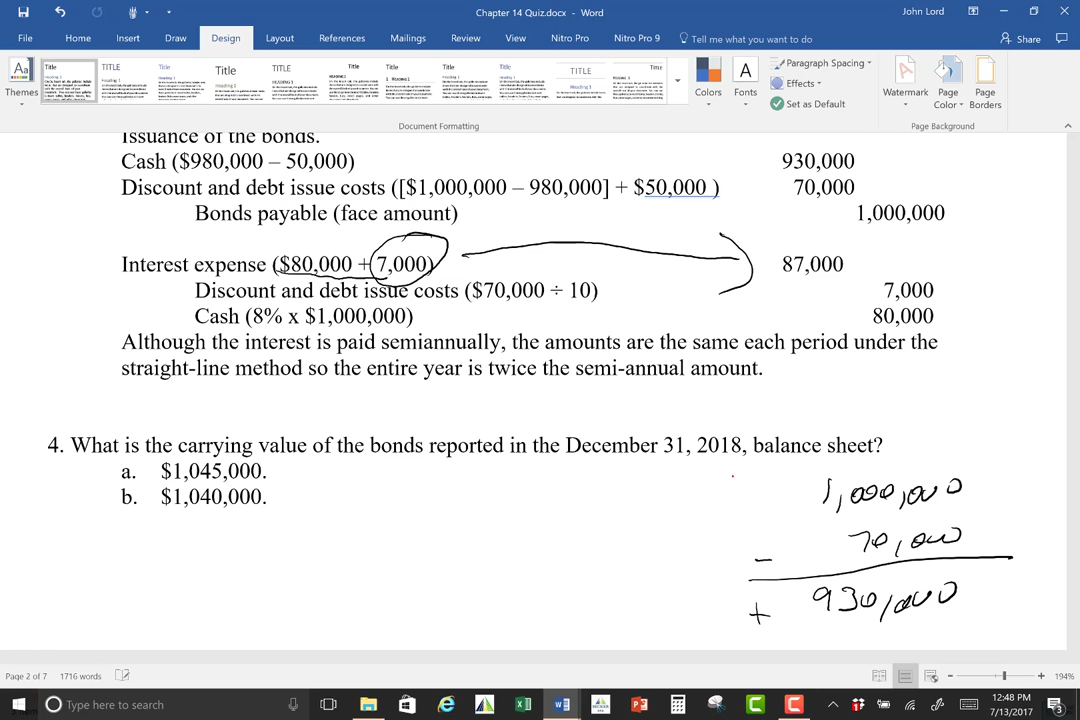 Chapter 14 Quiz.docx - Word
John Lord
File Home Insert Draw Design Layout References Mailings Review View Nitro Pro Nitro Pro 9 Tell me what you want to do Share
Themes
Title
TITLE
Title
Title
TITLE
Title
Title
Title
TITLE
Title
Colors
Fonts
Paragraph Spacing
Effects
Set as Default
Watermark
Page Color
Page Borders
Document Formatting
Page Background
Issuance of the bonds.
Cash ($980,000 – 50,000) 930,000
Discount and debt issue costs ([$1,000,000 – 980,000] + $50,000 ) 70,000
Bonds payable (face amount) 1,000,000
Interest expense ($80,000 + 7,000) 87,000
Discount and debt issue costs ($70,000 ÷ 10) 7,000
Cash (8% x $1,000,000) 80,000
Although the interest is paid semiannually, the amounts are the same each period under the
straight-line method so the entire year is twice the semi-annual amount.
4. What is the carrying value of the bonds reported in the December 31, 2018, balance sheet?
a. $1,045,000.
b. $1,040,000.
1,000,000
- 70,000
+ 930,000
Page 2 of 7 1716 words
194%
Type here to search
12:48 PM
7/13/2017